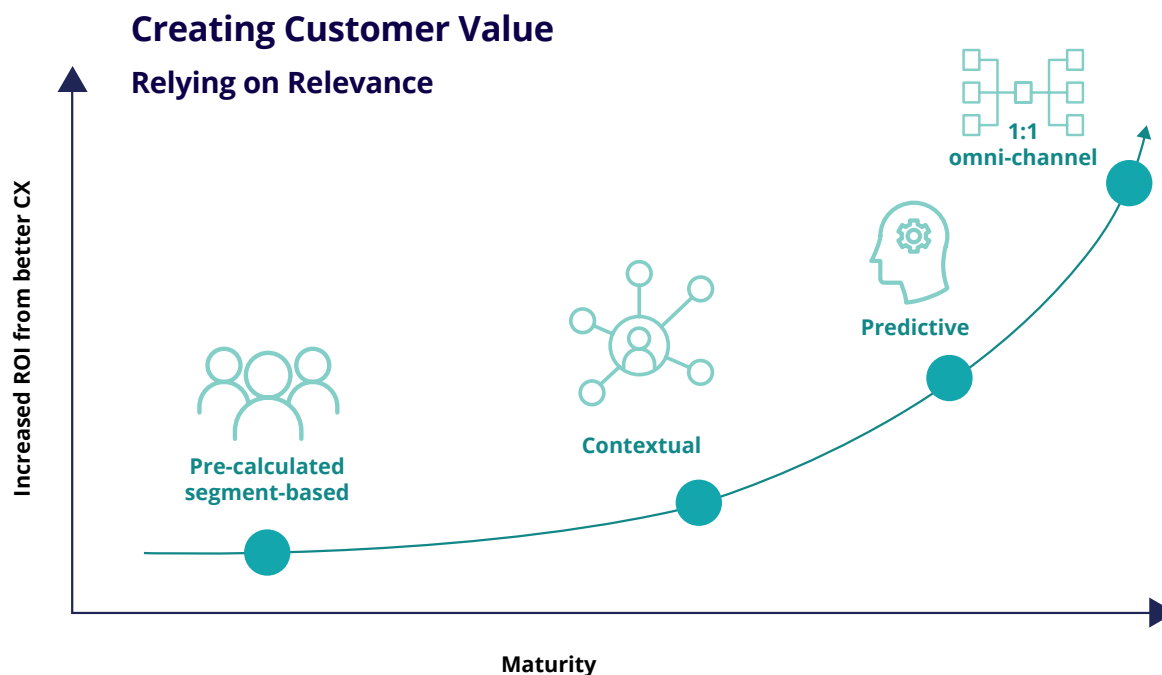 Creating Customer Value
Relying on Relevance
1:1
omni-channel
Predictive
Contextual
Pre-calculated
segment-based
Increased ROI from better CX
Maturity